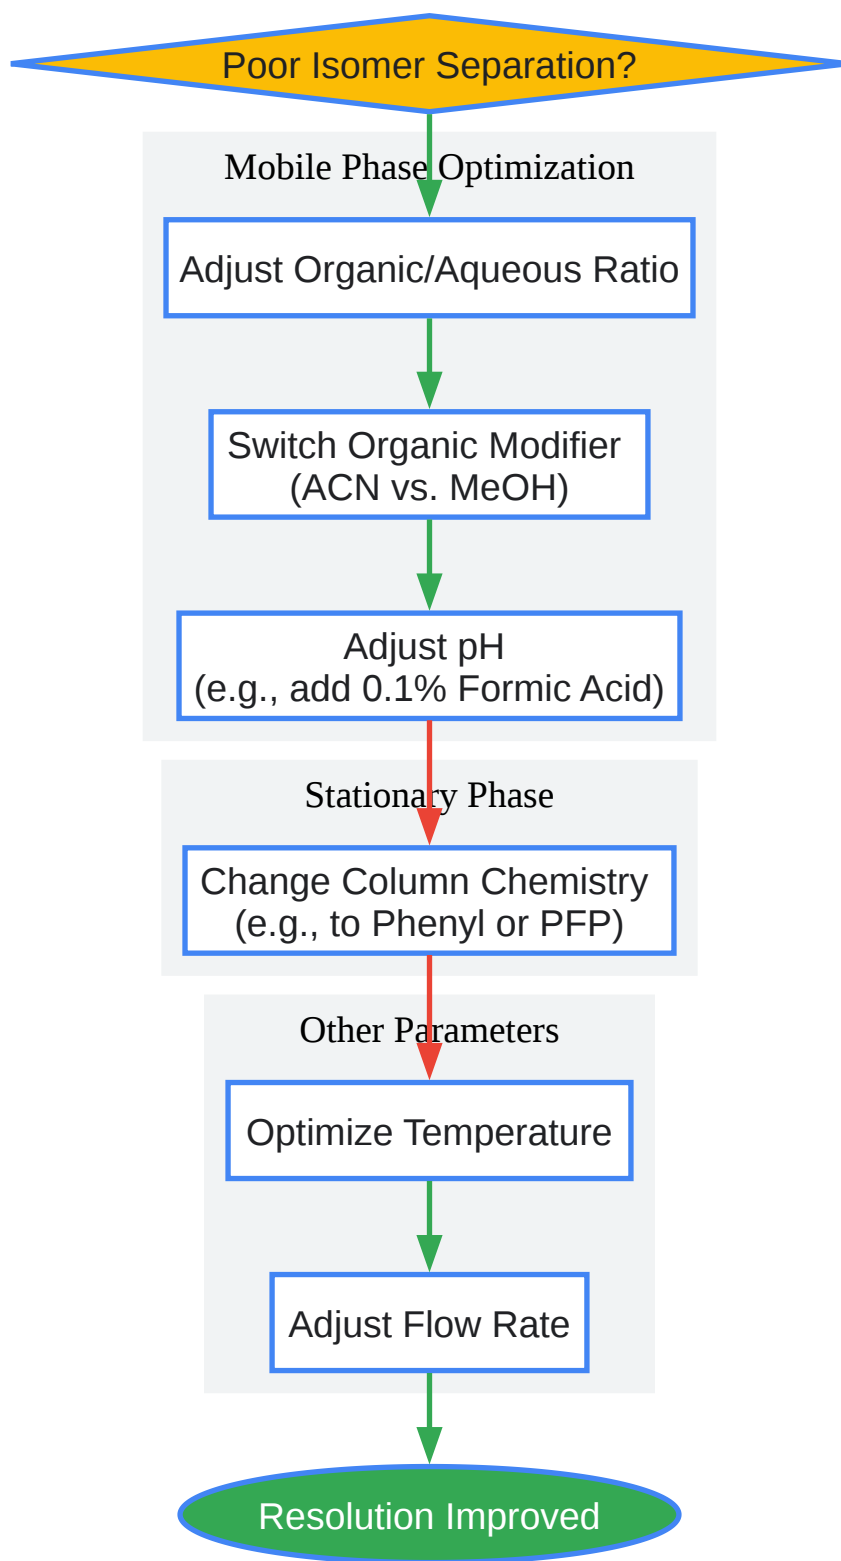 Poor Isomer Separation?
Mobile Phase Optimization
Adjust Organic/Aqueous Ratio
Switch Organic Modifier
(ACN vs. MeOH)
Adjust pH
(e.g., add 0.1% Formic Acid)
Stationary Phase
Change Column Chemistry
(e.g., to Phenyl or PFP)
Other Parameters
Optimize Temperature
Adjust Flow Rate
Resolution Improved